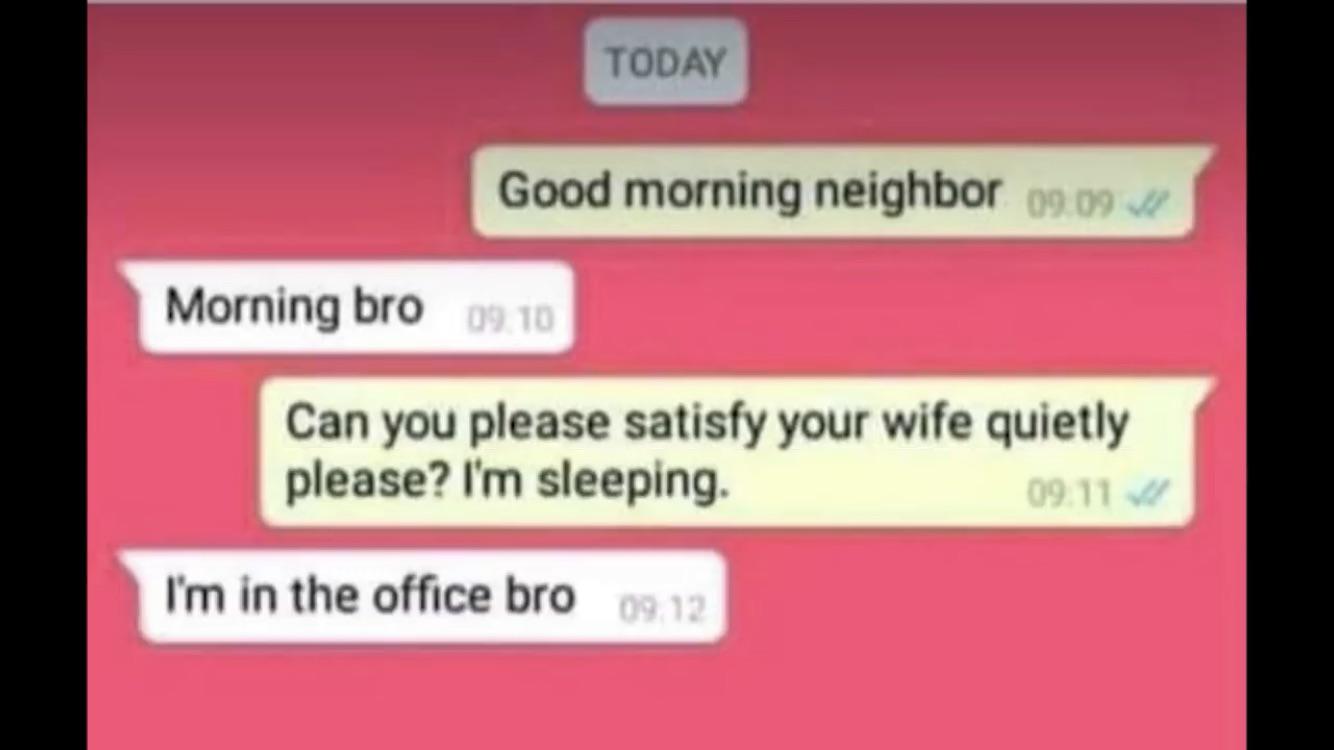 TODAY
Good morning neighbor 09:09
Morning bro 09:10
Can you please satisfy your wife quietly
please? I'm sleeping. 09:11
I'm in the office bro 09:12